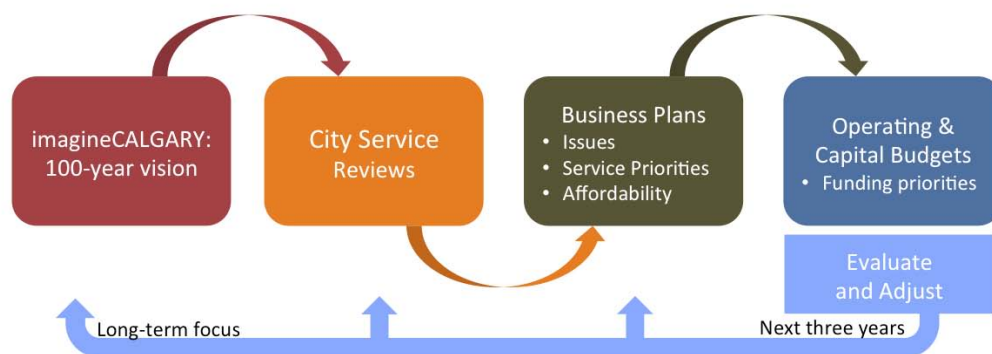 imagineCALGARY:
100-year vision
City Service
Reviews
Business Plans
• Issues
• Service Priorities
• Affordability
Operating &
Capital Budgets
• Funding priorities
Evaluate
and Adjust
Long-term focus
Next three years